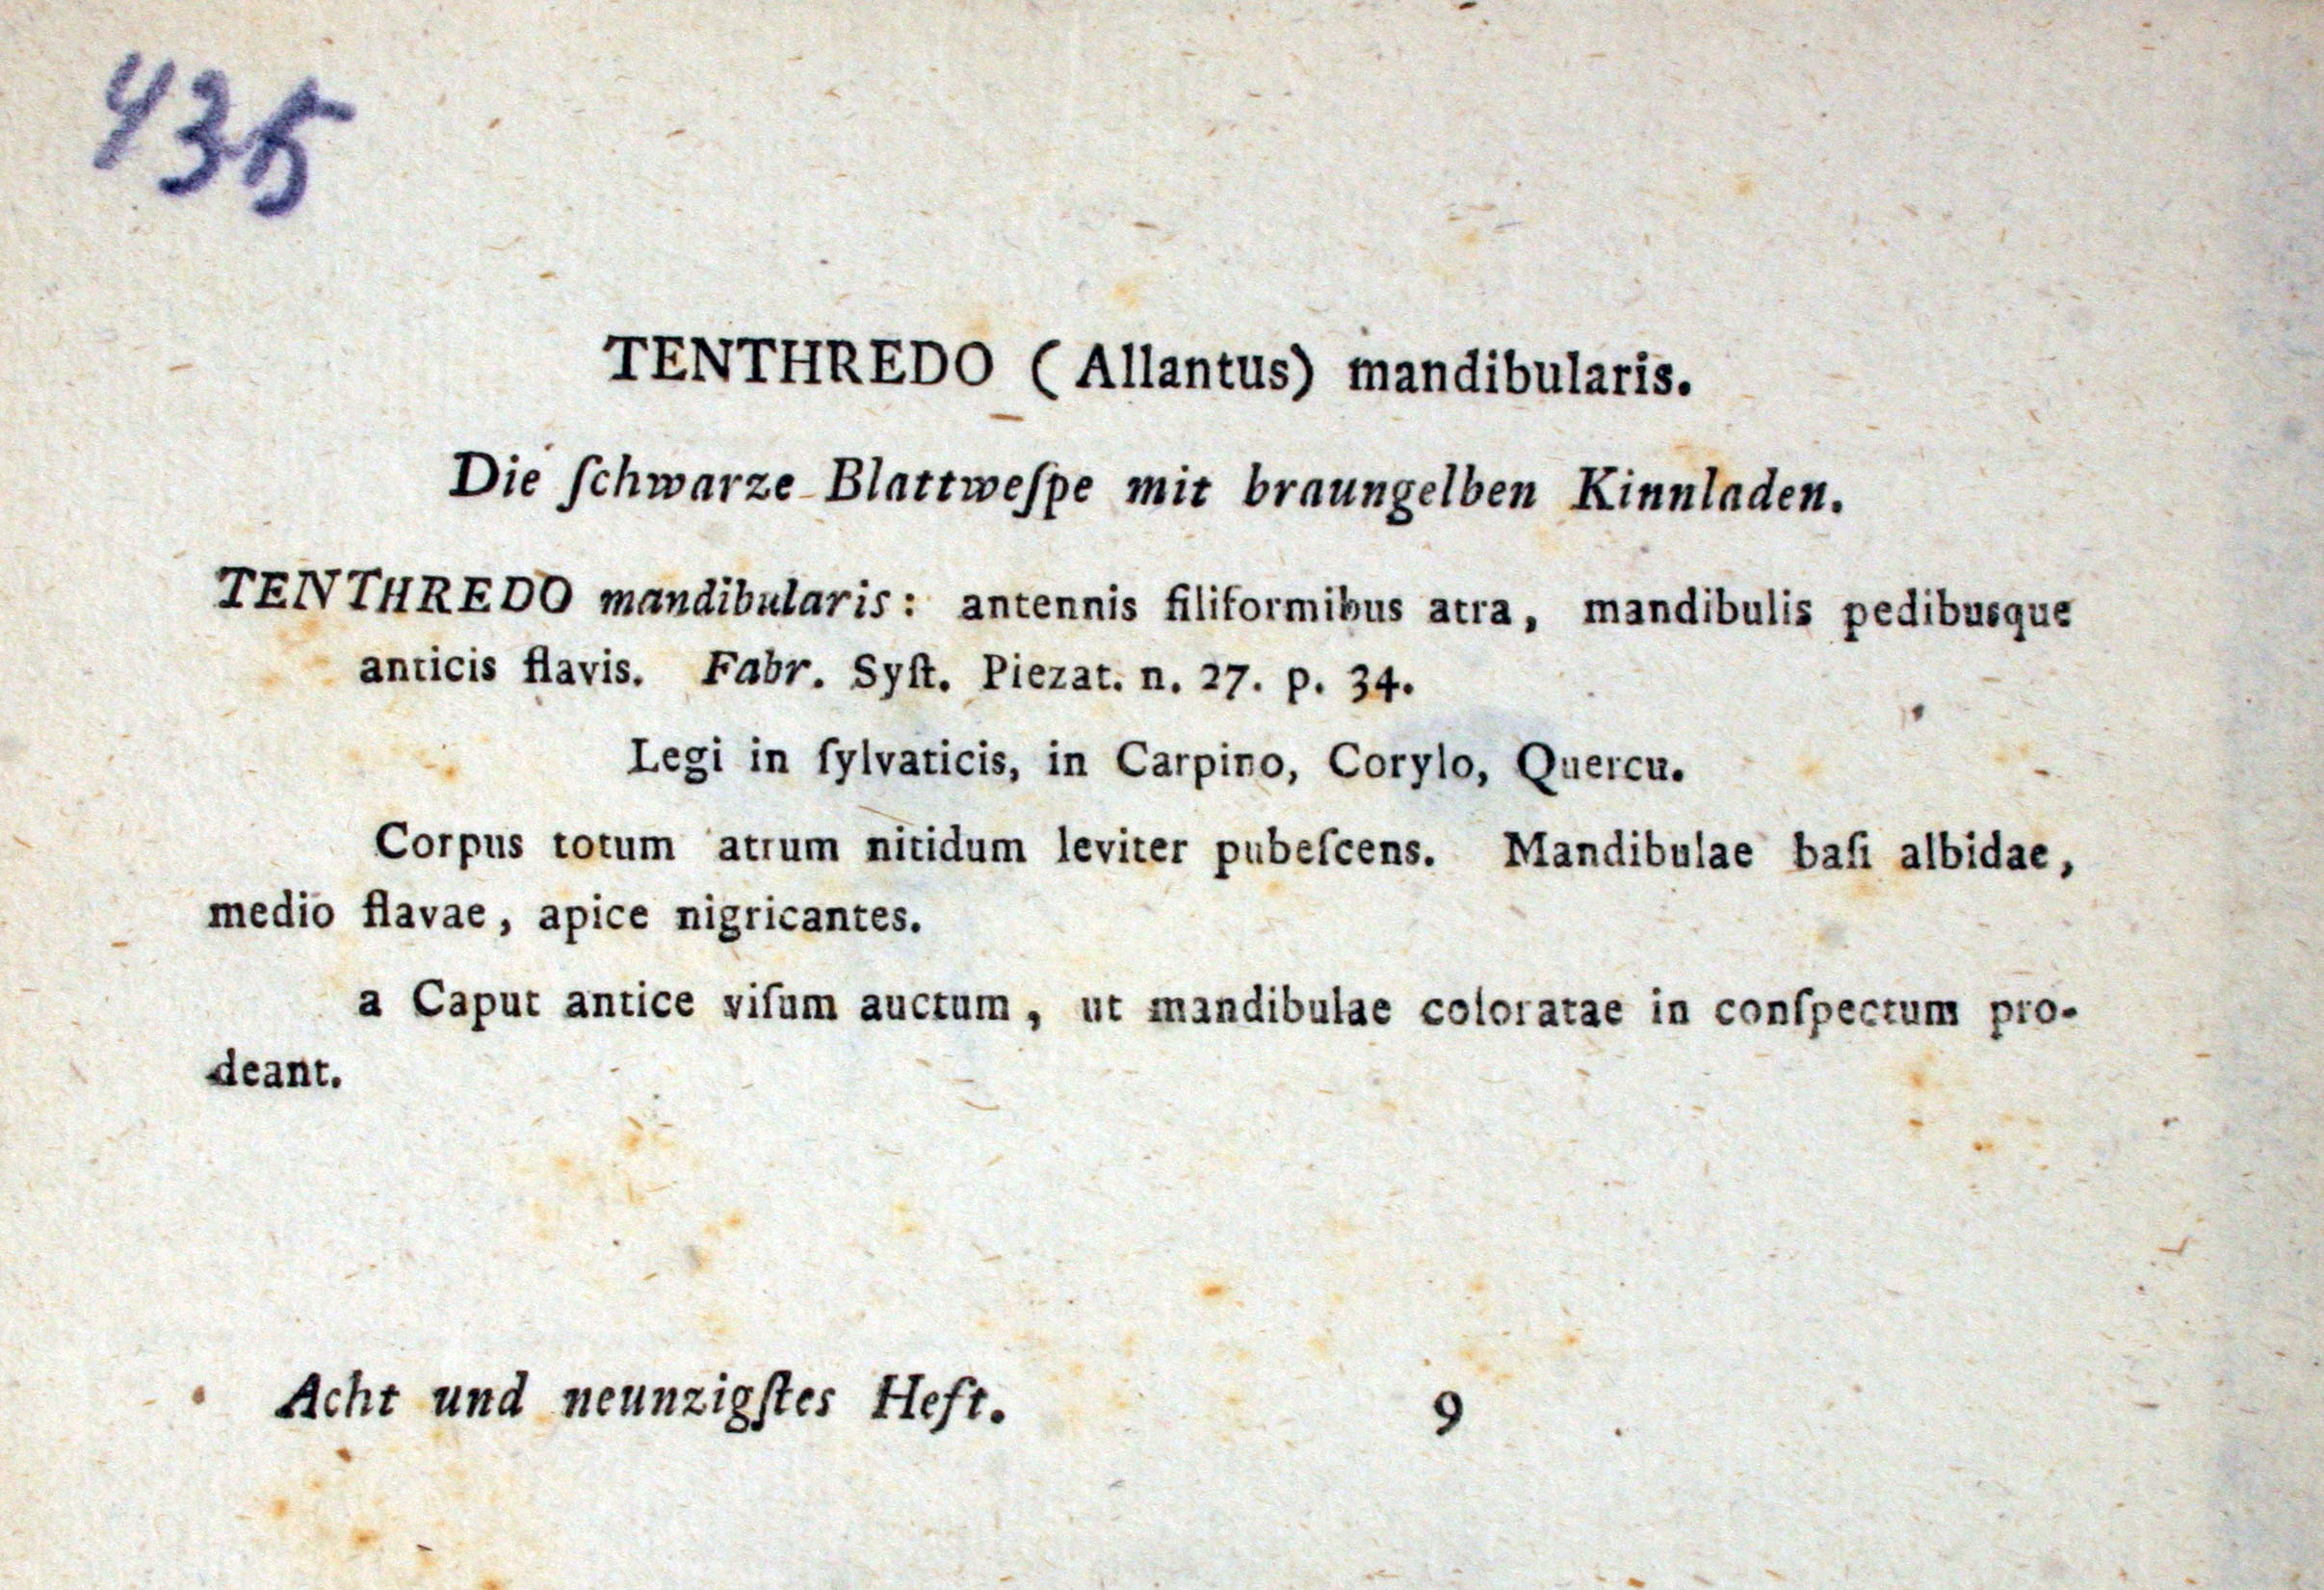 435
TENTHREDO (Allantus) mandibularis.
Die ſchwarze Blattweſpe mit braungelben Kinnladen.
TENTHREDO mandibularis: antennis filiformibus atra, mandibulis pedibusque
anticis flavis. Fabr. Syſt. Piezat. n. 27. p. 34.
Legi in ſylvaticis, in Carpino, Corylo, Quercu.
Corpus totum atrum nitidum leviter pubeſcens. Mandibulae baſi albidae,
medio flavae, apice nigricantes.
a Caput antice viſum auctum, ut mandibulae coloratae in conſpectum pro-
deant.
Acht und neunzigſtes Heft. 9